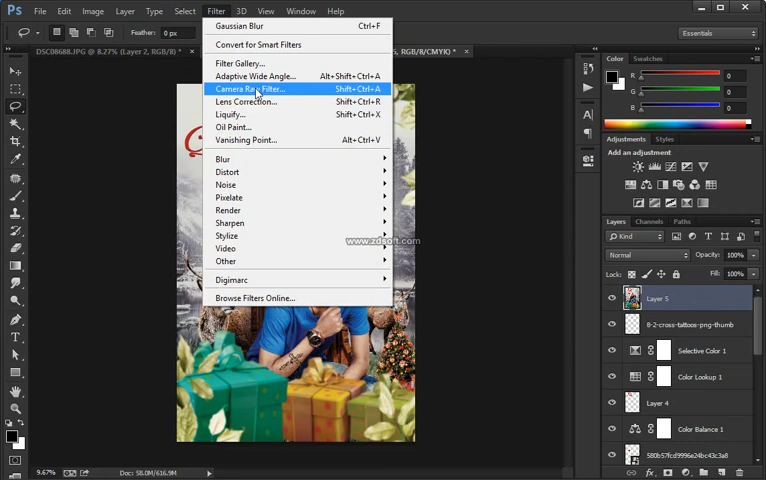 Ps File Edit Image Layer Type Select Filter 3D View Window Help
Feather: 0 px
Essentials
DSC08688.JPG @ 8.27% (Layer 2, RGB/8) * ×
5, RGB/8/CMYK) * ×
Gaussian Blur Ctrl+F
Convert for Smart Filters
Filter Gallery...
Adaptive Wide Angle... Alt+Shift+Ctrl+A
Camera Raw Filter... Shift+Ctrl+A
Lens Correction... Shift+Ctrl+R
Liquify... Shift+Ctrl+X
Oil Paint...
Vanishing Point... Alt+Ctrl+V
Blur
Distort
Noise
Pixelate
Render
Sharpen
Stylize
Video
Other
Digimarc
Browse Filters Online...
www.zdsoft.com
Color Swatches
R 0
G 0
B 0
Adjustments Styles
Add an adjustment
Layers Channels Paths
Kind
Normal Opacity: 100%
Lock: Fill: 100%
Layer 5
8-2-cross-tattoos-png-thumb
Selective Color 1
Color Lookup 1
Layer 4
Color Balance 1
580b57fcd9996e24bc43c3a8
9.67% Doc: 58.0M/616.9M